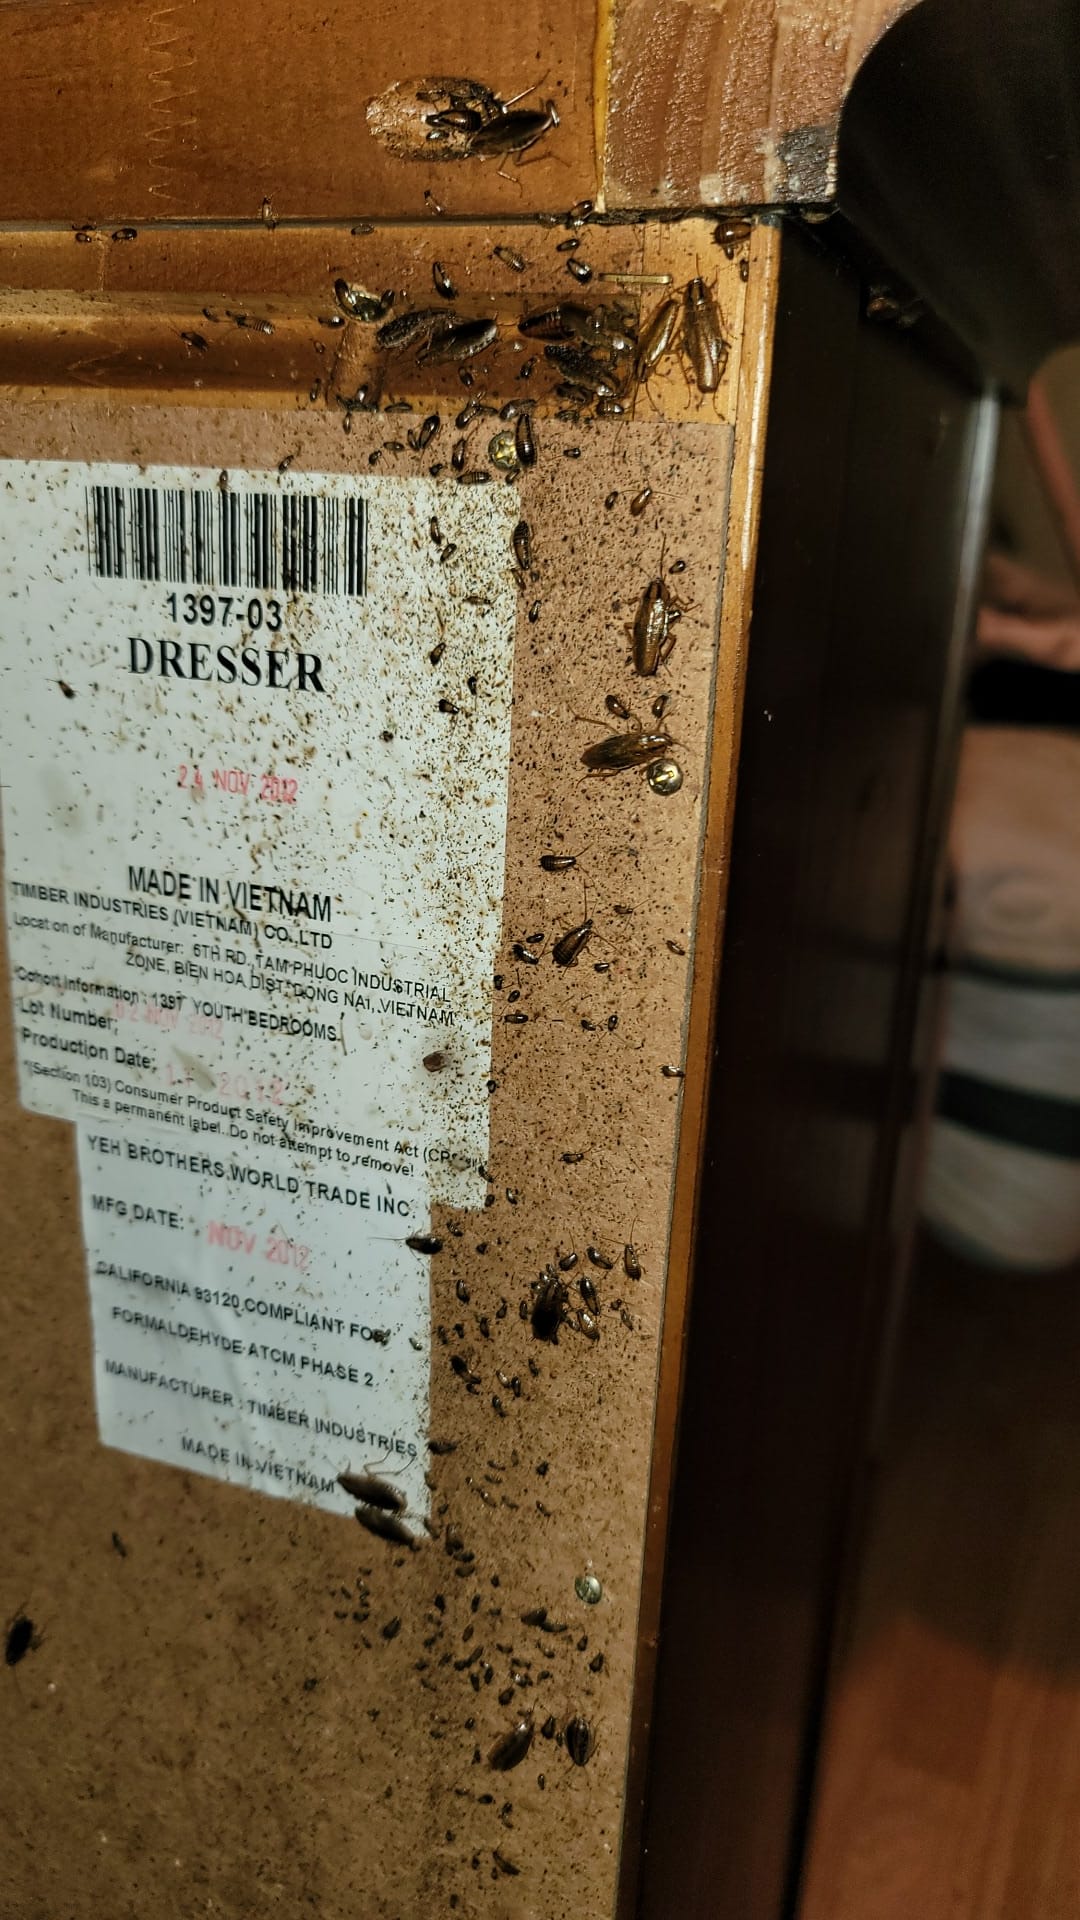 1397-03
DRESSER
24 NOV 2012
MADE IN VIETNAM
TIMBER INDUSTRIES (VIETNAM) CO.,LTD
Location of Manufacturer: 6TH RD.,TAM PHUOC INDUSTRIAL
ZONE, BIEN HOA DIST. DONG NAI, VIETNAM
Cohort Information : 1397 YOUTH BEDROOMS.
Lot Number: 02 NOV 2012
Production Date: 2012
*(Section 103) Consumer Product Safety Improvement Act
This a permanent label..Do not attempt to remove!
YEH BROTHERS WORLD TRADE INC
MFG DATE: NOV 2012
CALIFORNIA 93120 COMPLIANT FOR
FORMALDEHYDE ATCM PHASE 2
MANUFACTURER : TIMBER INDUSTRIES
MADE IN VIETNAM